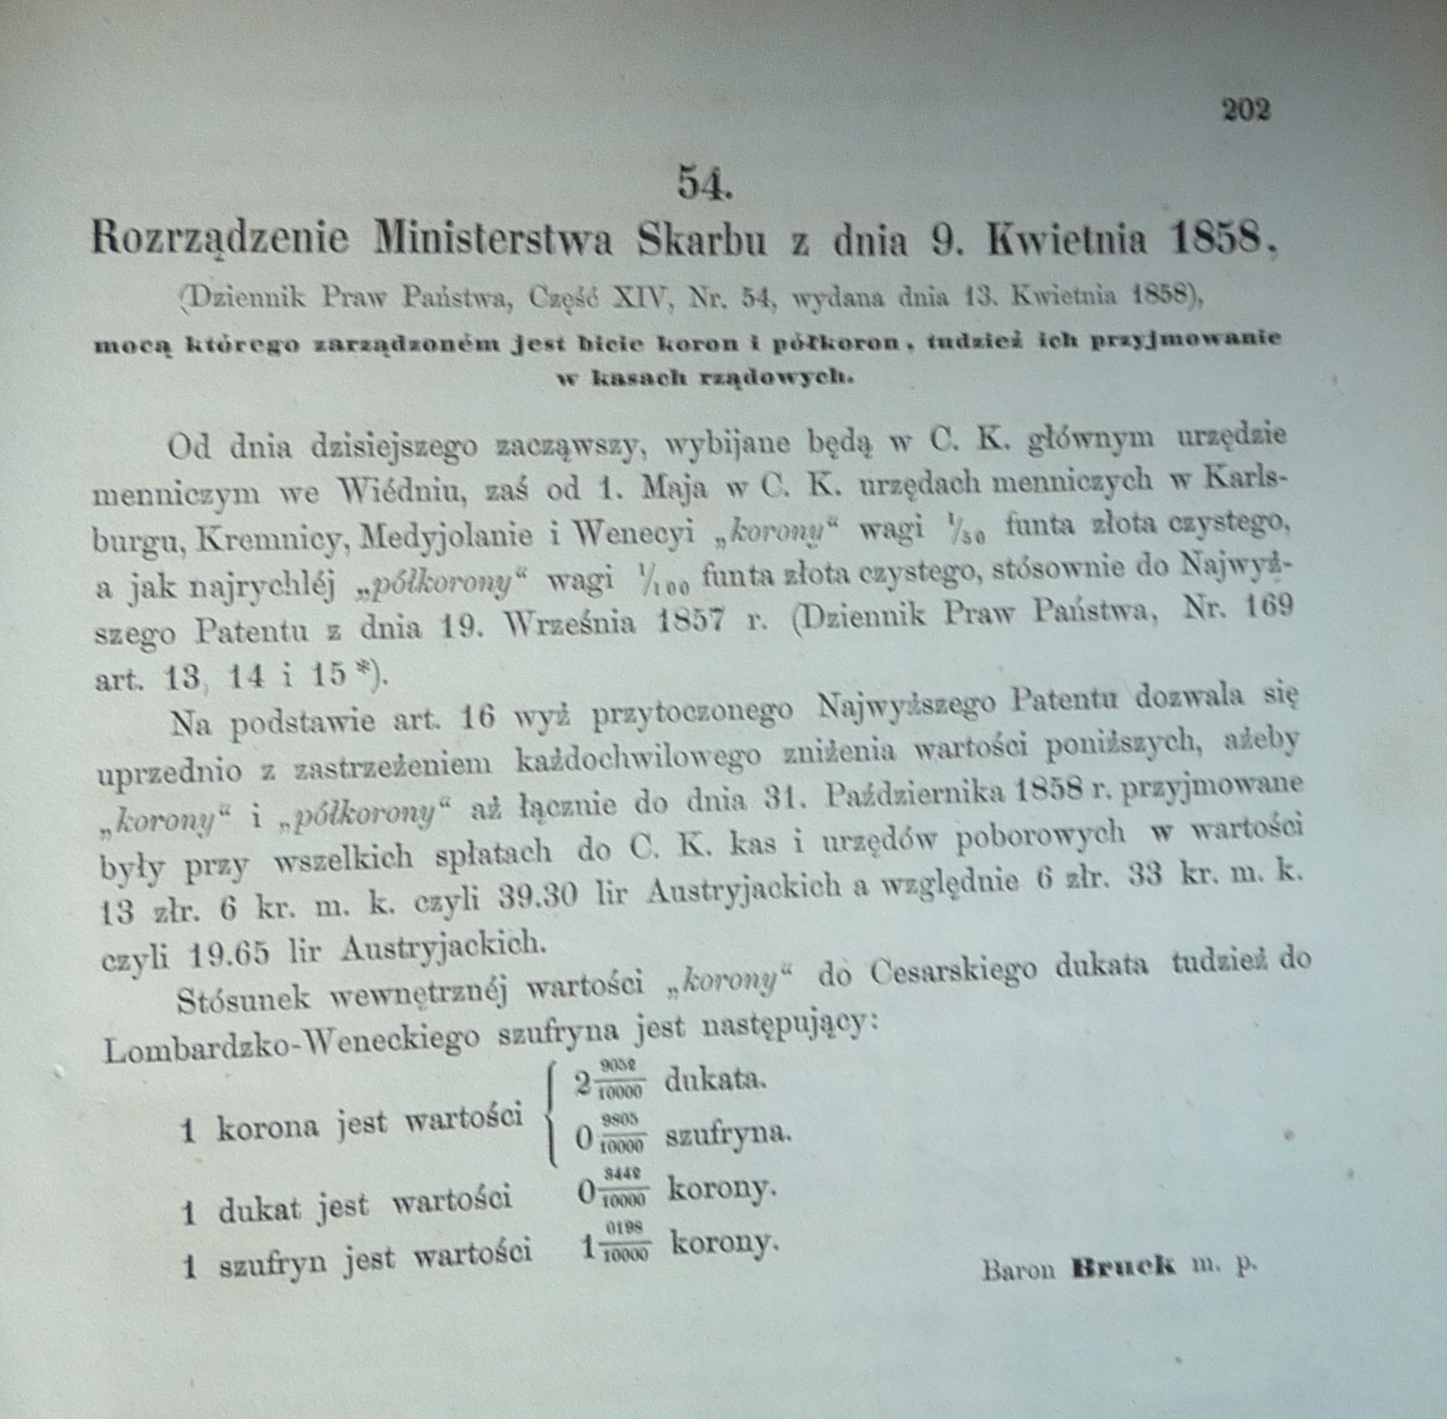 202
54.
Rozrządzenie Ministerstwa Skarbu z dnia 9. Kwietnia 1858,
(Dziennik Praw Państwa, Część XIV, Nr. 54, wydana dnia 13. Kwietnia 1858),
mocą którego zarządzoném jest bicie koron i półkoron, tudzież ich przyjmowanie
w kasach rządowych.
Od dnia dzisiejszego zacząwszy, wybijane będą w C. K. głównym urzędzie
menniczym we Wiédniu, zaś od 1. Maja w C. K. urzędach menniczych w Karls-
burgu, Kremnicy, Medyjolanie i Wenecyi „korony“ wagi 1/50 funta złota czystego,
a jak najrychléj „półkorony“ wagi 1/100 funta złota czystego, stósownie do Najwyż-
szego Patentu z dnia 19. Września 1857 r. (Dziennik Praw Państwa, Nr. 169
art. 13, 14 i 15 *).
Na podstawie art. 16 wyż przytoczonego Najwyższego Patentu dozwala się
uprzednio z zastrzeżeniem każdochwilowego zniżenia wartości poniższych, ażeby
„korony“ i „półkorony“ aż łącznie do dnia 31. Października 1858 r. przyjmowane
były przy wszelkich spłatach do C. K. kas i urzędów poborowych w wartości
13 złr. 6 kr. m. k. czyli 39.30 lir Austryjackich a względnie 6 złr. 33 kr. m. k.
czyli 19.65 lir Austryjackich.
Stósunek wewnętrznéj wartości „korony“ do Cesarskiego dukata tudzież do
Lombardzko-Weneckiego szufryna jest następujący:
1 korona jest wartości { 2 9052/10000 dukata.
0 9805/10000 szufryna.
1 dukat jest wartości 0 3442/10000 korony.
1 szufryn jest wartości 1 0198/10000 korony.
Baron Bruck m. p.